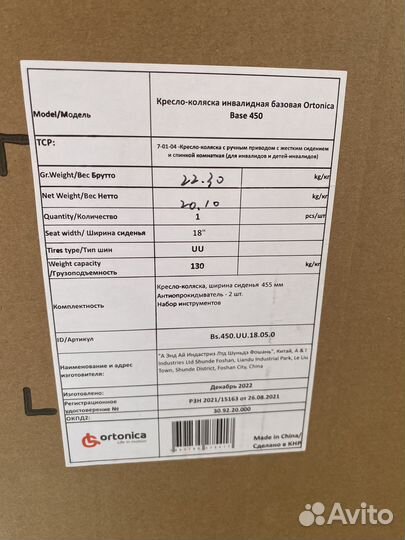 Model/Модель
Кресло-коляска инвалидная базовая Ortonica
Base 450
ТСР:
7-01-04 -Кресло-коляска с ручным приводом с жестким сидением
и спинкой комнатная (для инвалидов и детей-инвалидов)
Gr.Weight/Вес Брутто 22.30 kg/кг
Net Weight/Вес Нетто 20.10 kg/кг
Quantity/Количество 1 pcs/шт
Seat width/ Ширина сиденья 18"
Tires type/Тип шин UU
Weight capacity
/Грузоподъемность
130 kg/кг
Комплектность
Кресло-коляска, ширина сиденья 455 мм
Антиопрокидыватель - 2 шт.
Набор инструментов
ID/Артикул Bs.450.UU.18.05.0
Наименование и адрес
изготовителя:
"А Энд Ай Индастриз Лтд Шуньдэ Фошань", Китай, A & I
Industries Ltd Shunde Foshan, Liandu Industrial Park, Le Liu
Town, Shunde District, Foshan City, China
Изготовлено: Декабрь 2022
Регистрационное
удостоверение №
РЗН 2021/15163 от 26.08.2021
ОКПД2: 30.92.20.000
ortonica
Life in motion
Made in China/
Сделано в КНР
Avito